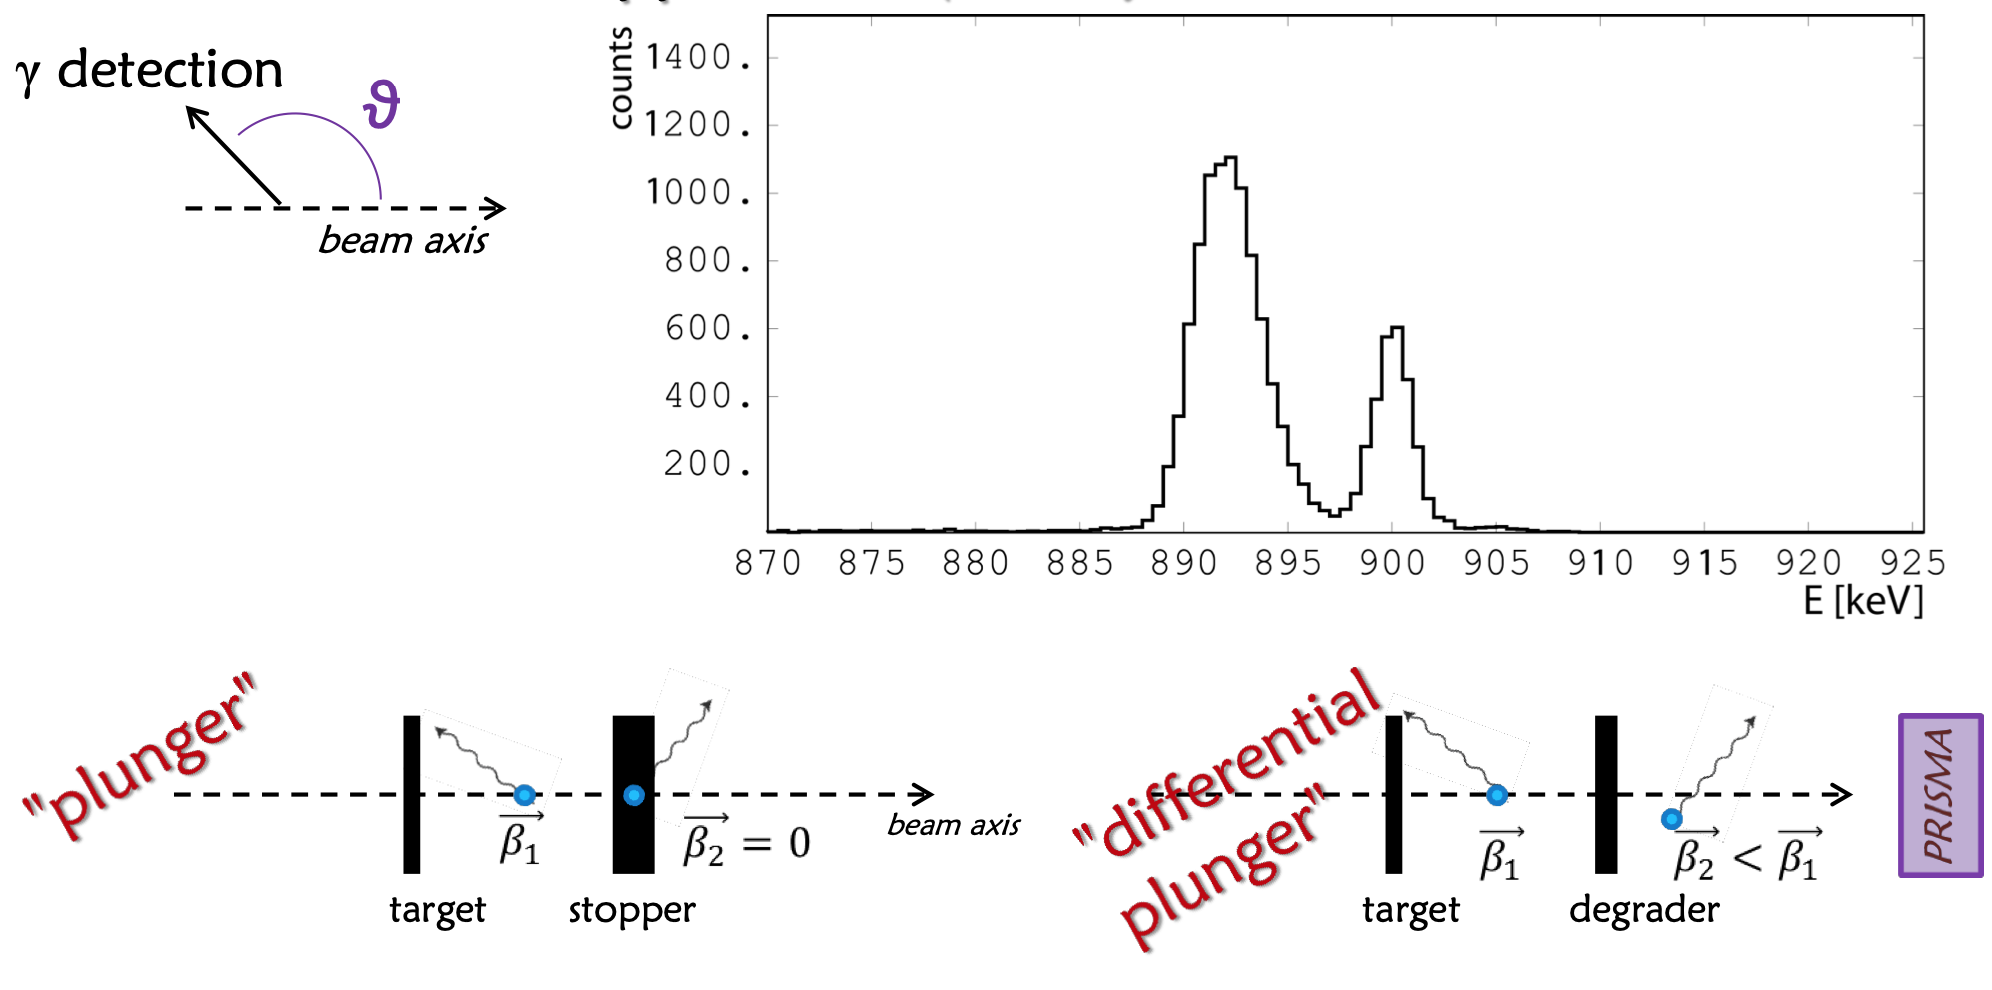 γ detection
ϑ
beam axis
counts
1400.
1200.
1000.
800.
600.
400.
200.
870 875 880 885 890 895 900 905 910 915 920 925
E [keV]
"plunger"
β₁
β₂ = 0
beam axis
target
stopper
"differential
plunger"
β₁
β₂ < β₁
target
degrader
PRISMA